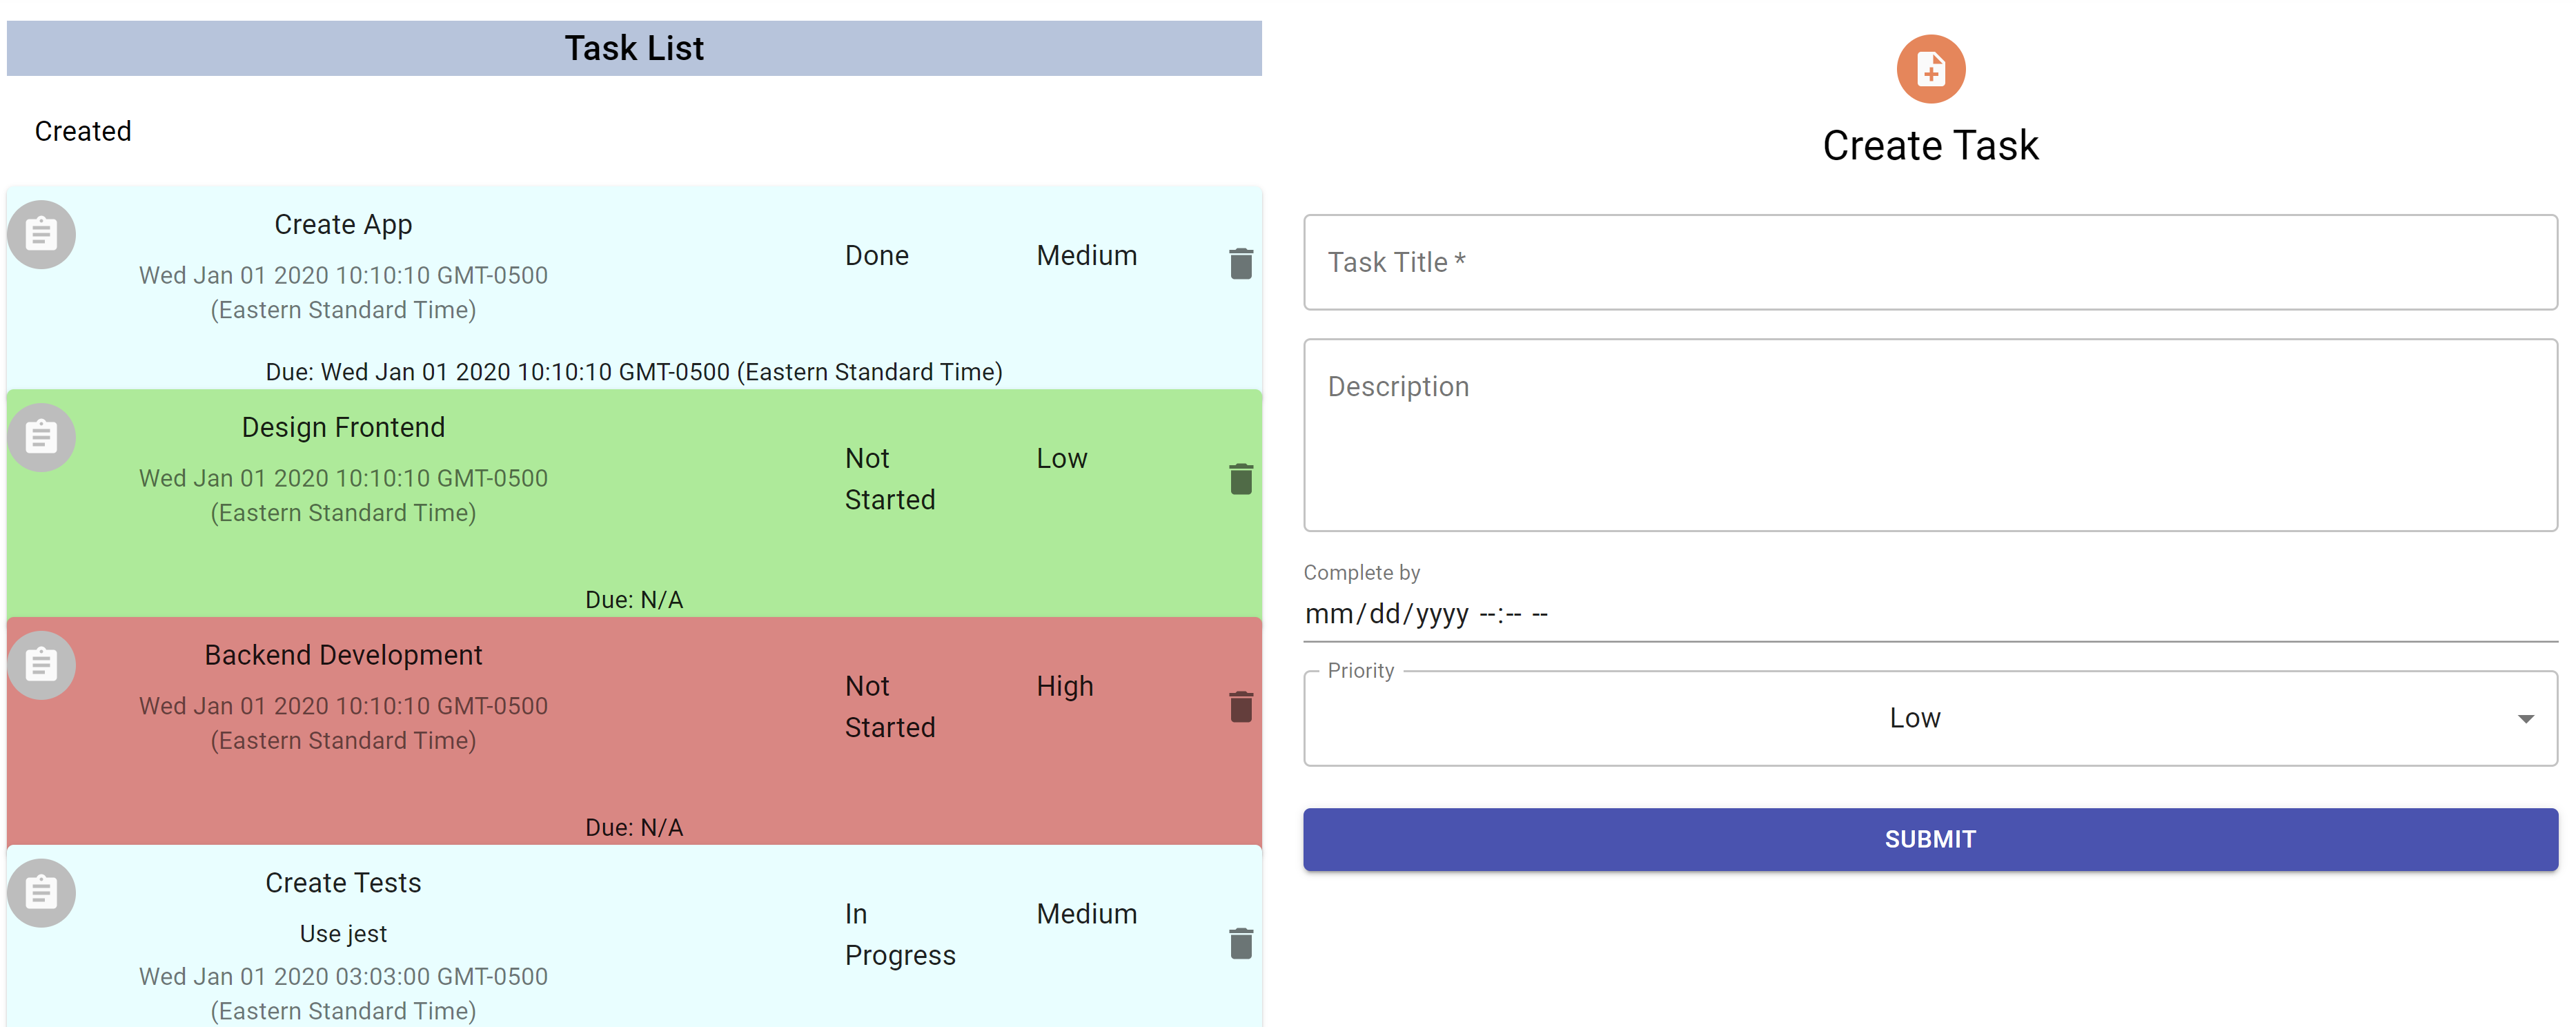 Task List
Created
Create App
Wed Jan 01 2020 10:10:10 GMT-0500
(Eastern Standard Time)
Done
Medium
Due: Wed Jan 01 2020 10:10:10 GMT-0500 (Eastern Standard Time)
Design Frontend
Wed Jan 01 2020 10:10:10 GMT-0500
(Eastern Standard Time)
Not
Started
Low
Due: N/A
Backend Development
Wed Jan 01 2020 10:10:10 GMT-0500
(Eastern Standard Time)
Not
Started
High
Due: N/A
Create Tests
Use jest
Wed Jan 01 2020 03:03:00 GMT-0500
(Eastern Standard Time)
In
Progress
Medium
Create Task
Task Title *
Description
Complete by
mm/dd/yyyy --:-- --
Priority
Low
SUBMIT